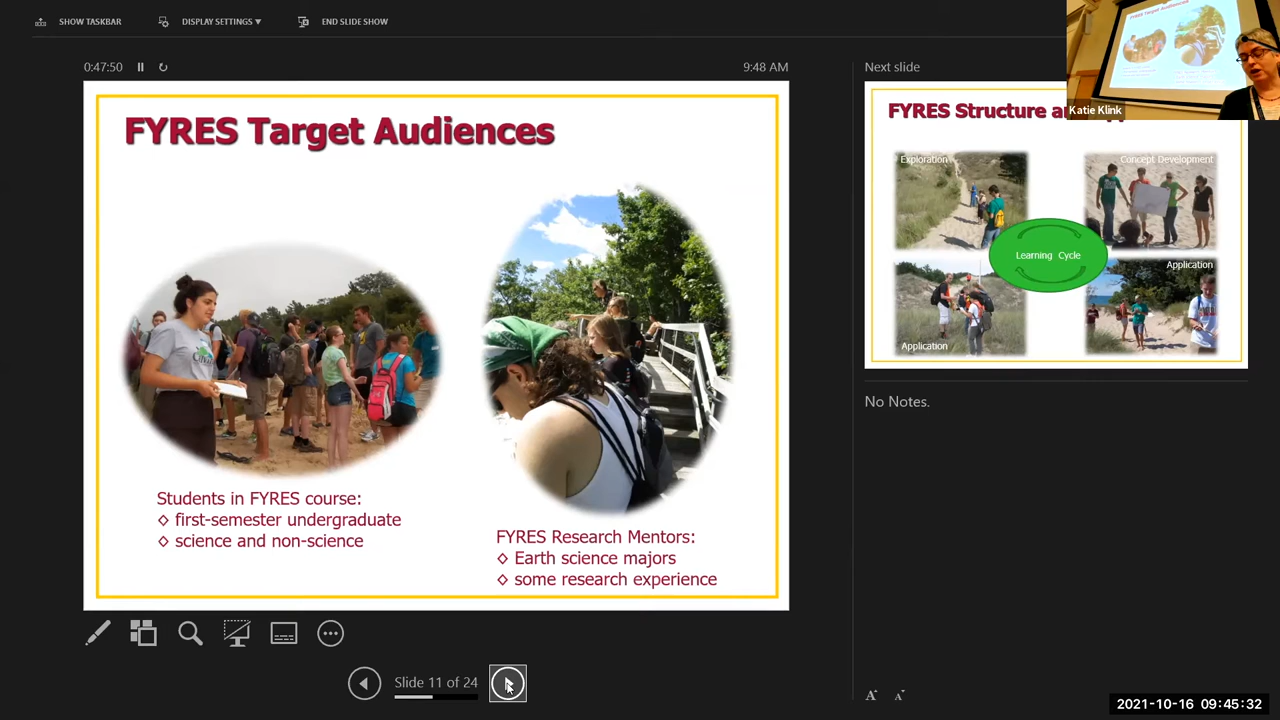 SHOW TASKBAR
DISPLAY SETTINGS ▾
END SLIDE SHOW
0:47:50
9:48 AM
FYRES Target Audiences
Students in FYRES course:
◇ first-semester undergraduate
◇ science and non-science
FYRES Research Mentors:
◇ Earth science majors
◇ some research experience
Slide 11 of 24
Next slide
FYRES Structure
Exploration
Concept Development
Learning Cycle
Application
Application
No Notes.
FYRES Target Audiences
Katie Klink
2021-10-16 09:45:32